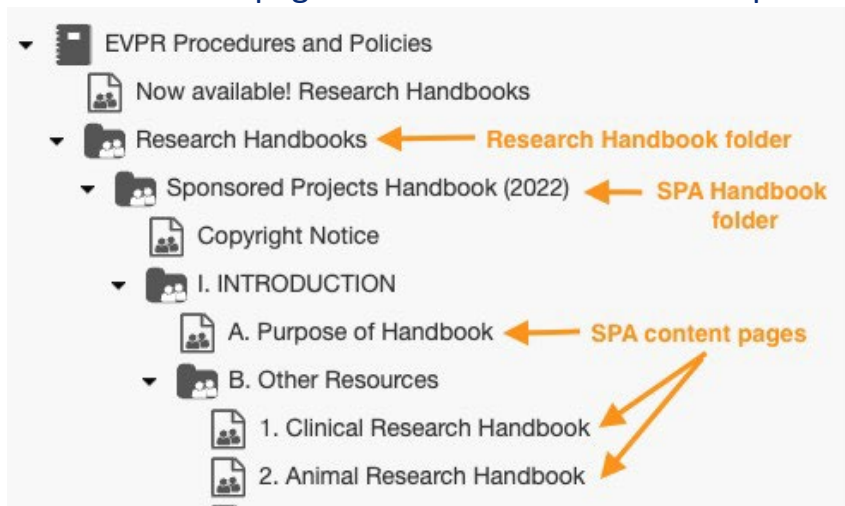 EVPR Procedures and Policies
Now available! Research Handbooks
Research Handbooks Research Handbook folder
Sponsored Projects Handbook (2022) SPA Handbook
folder
Copyright Notice
I. INTRODUCTION
A. Purpose of Handbook SPA content pages
B. Other Resources
1. Clinical Research Handbook
2. Animal Research Handbook